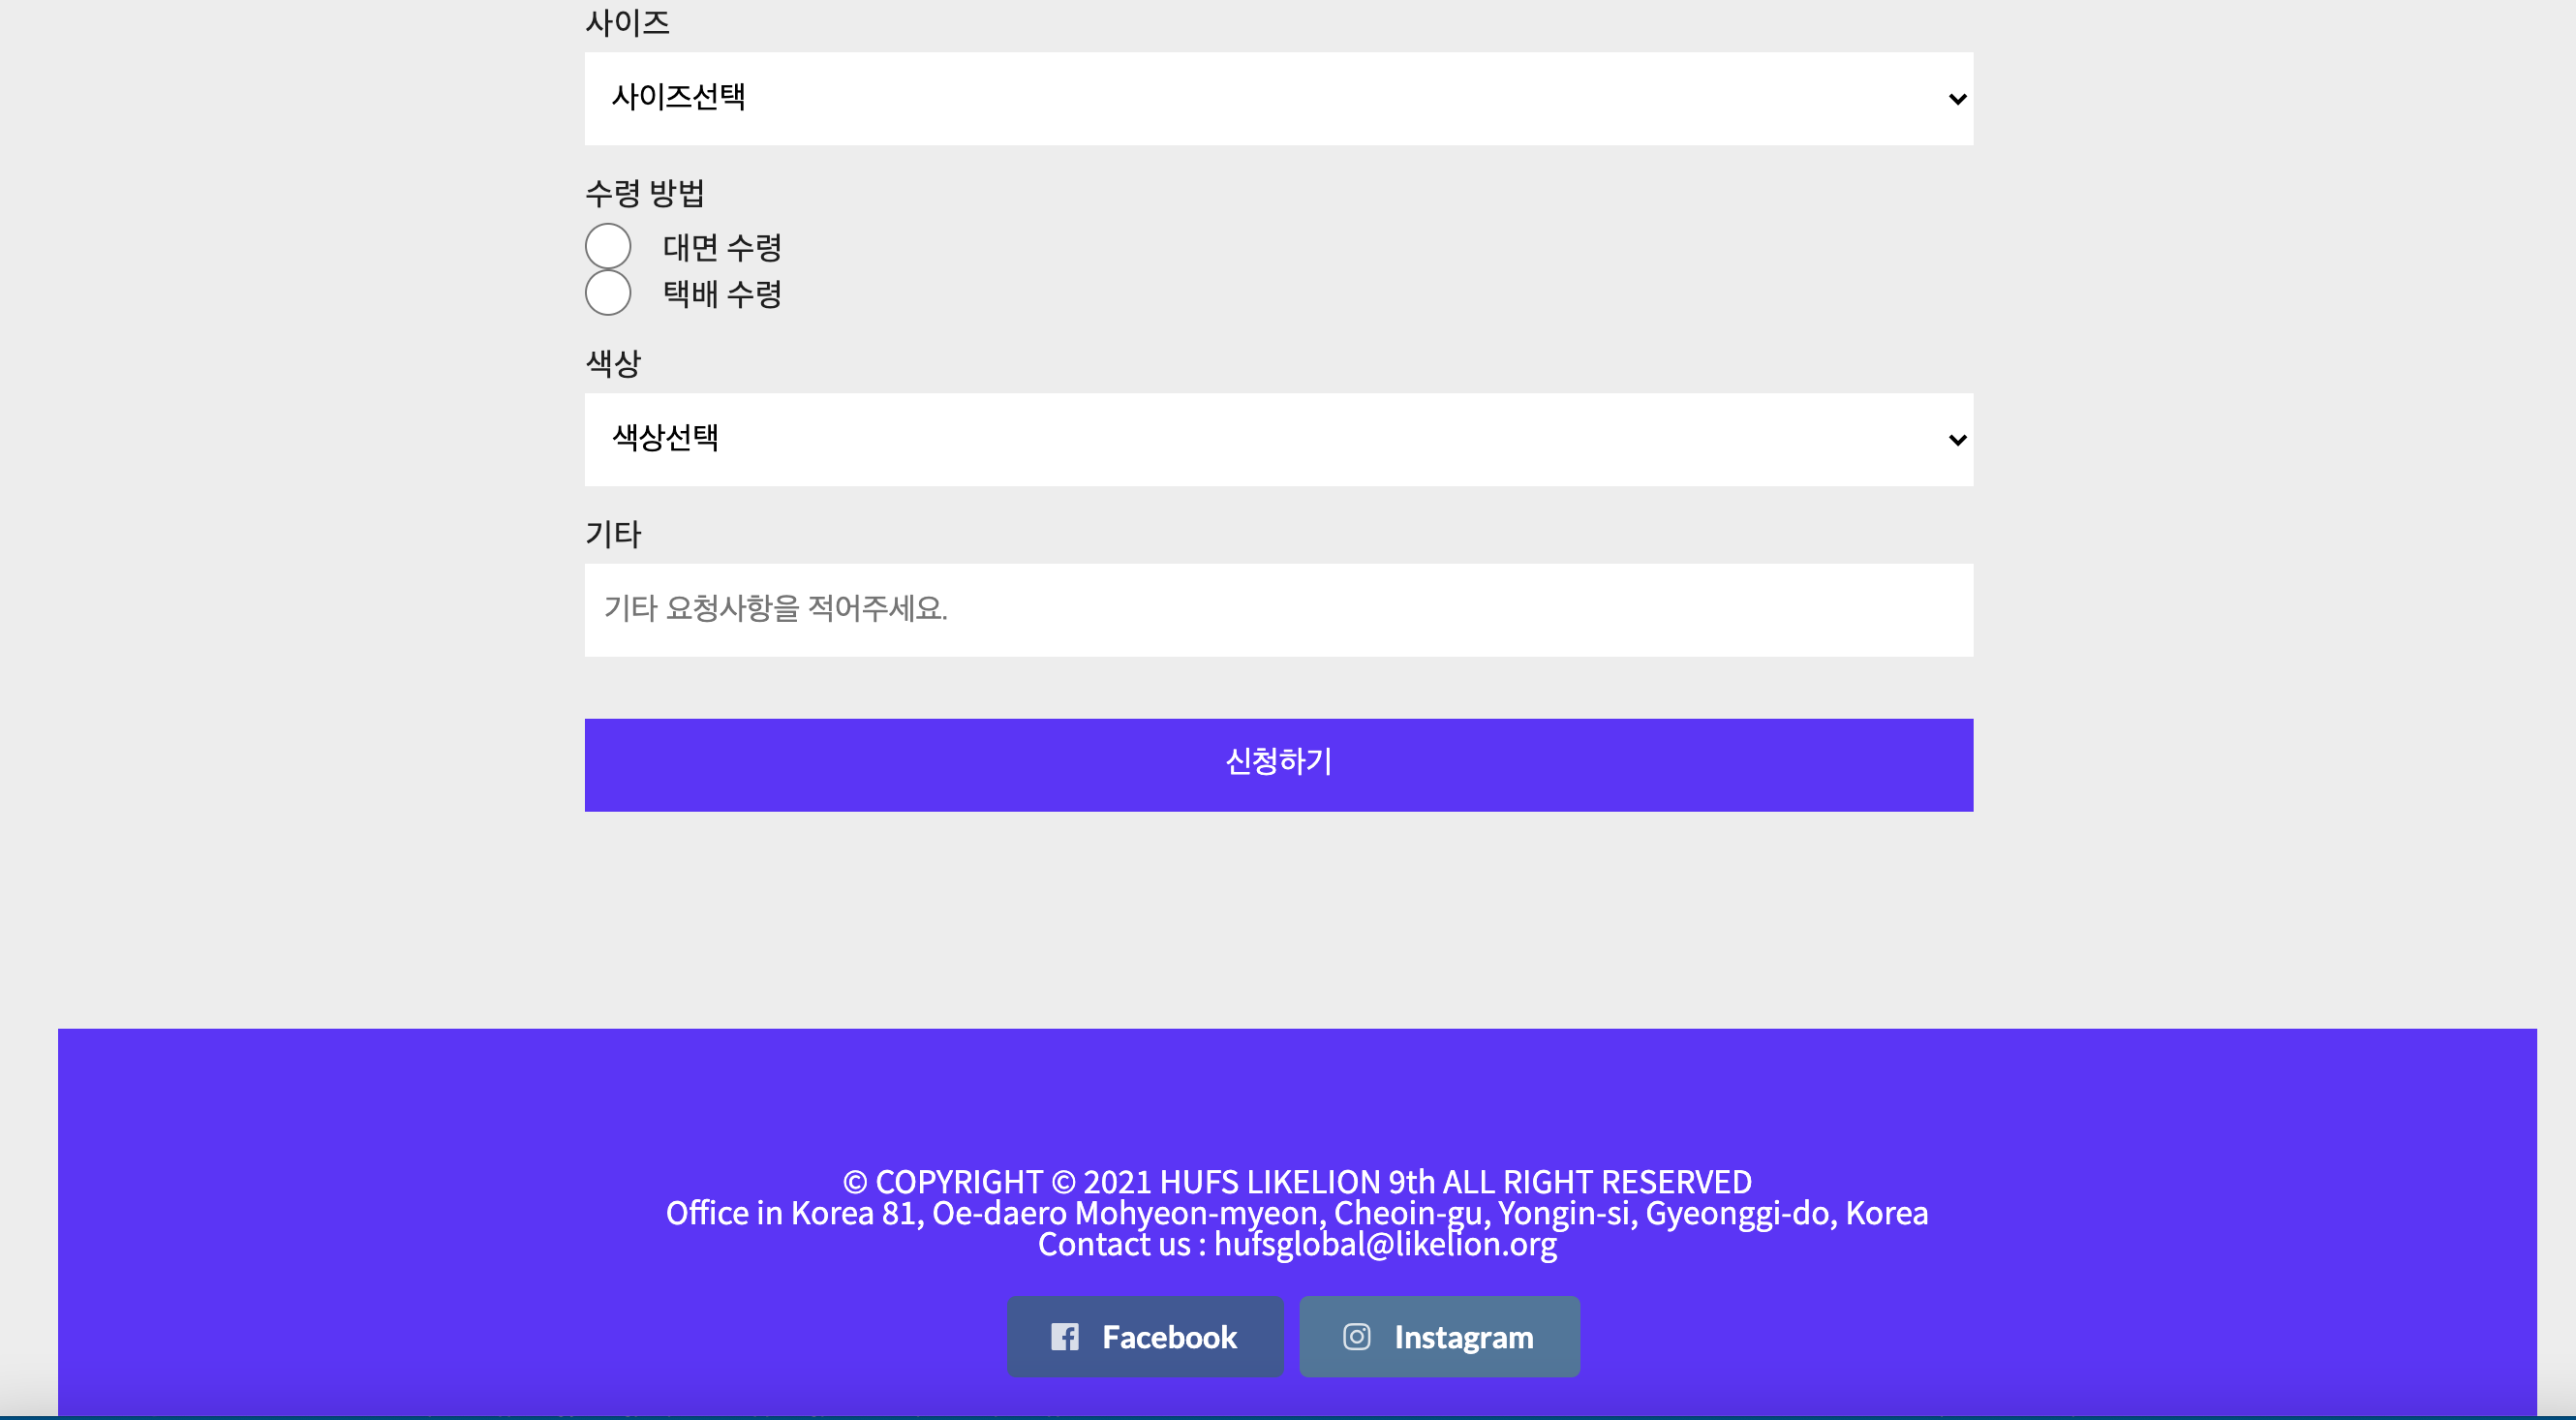 사이즈
사이즈선택
수령 방법
대면 수령
택배 수령
색상
색상선택
기타
기타 요청사항을 적어주세요.
신청하기
© COPYRIGHT © 2021 HUFS LIKELION 9th ALL RIGHT RESERVED
Office in Korea 81, Oe-daero Mohyeon-myeon, Cheoin-gu, Yongin-si, Gyeonggi-do, Korea
Contact us : hufsglobal@likelion.org
Facebook Instagram